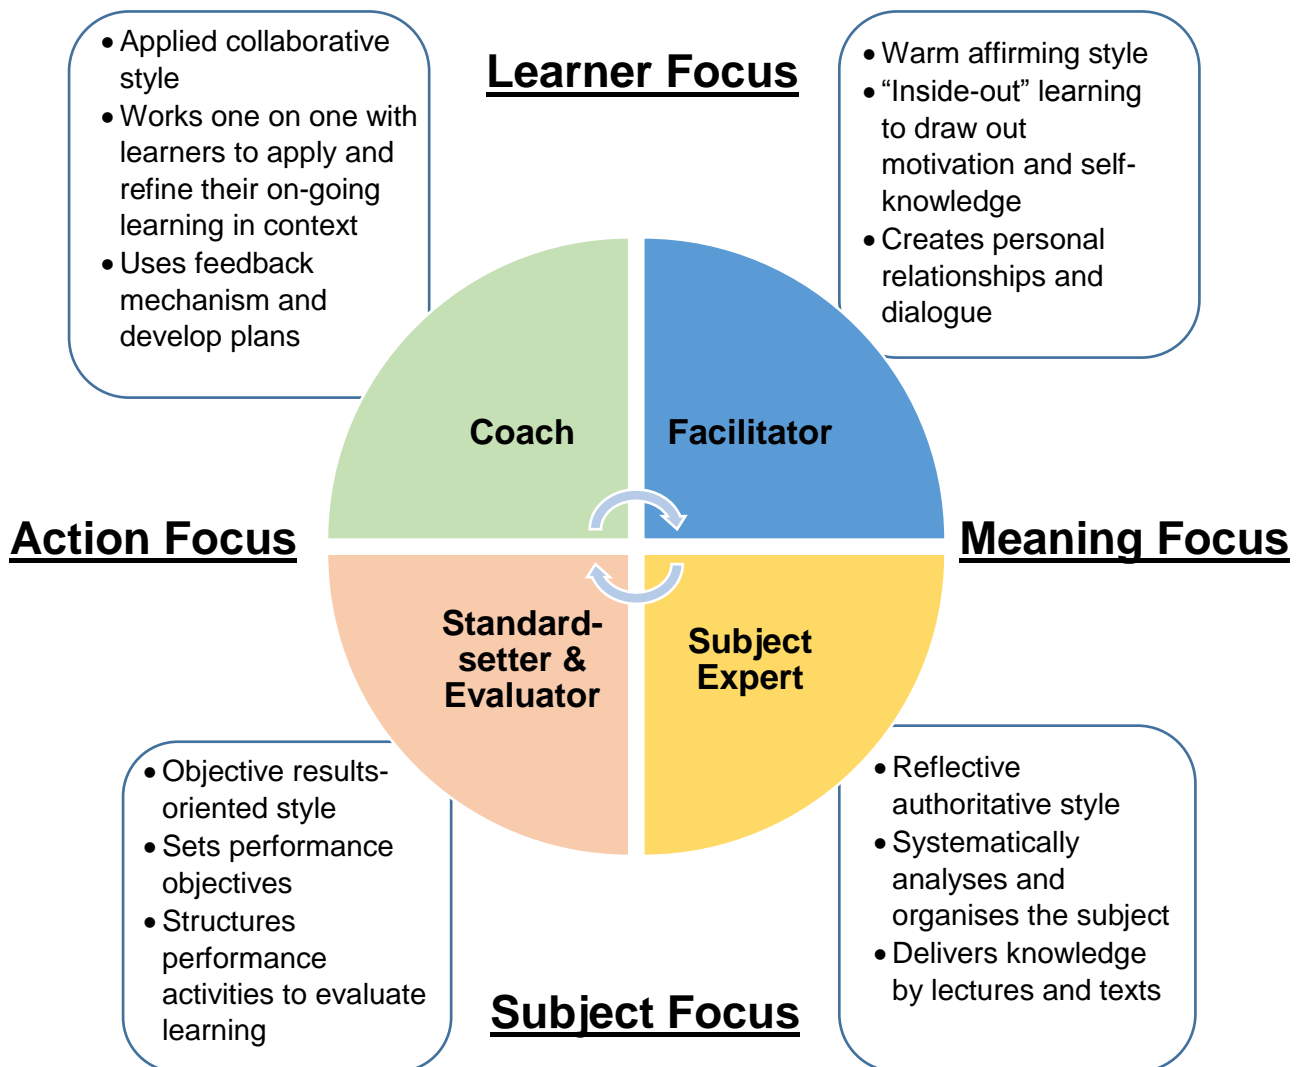 • Applied collaborative
style
• Works one on one with
learners to apply and
refine their on-going
learning in context
• Uses feedback
mechanism and
develop plans
Learner Focus
• Warm affirming style
• “Inside-out” learning
to draw out
motivation and self-
knowledge
• Creates personal
relationships and
dialogue
Coach
Facilitator
Action Focus
Meaning Focus
Standard-
setter &
Evaluator
Subject
Expert
• Objective results-
oriented style
• Sets performance
objectives
• Structures
performance
activities to evaluate
learning
Subject Focus
• Reflective
authoritative style
• Systematically
analyses and
organises the subject
• Delivers knowledge
by lectures and texts